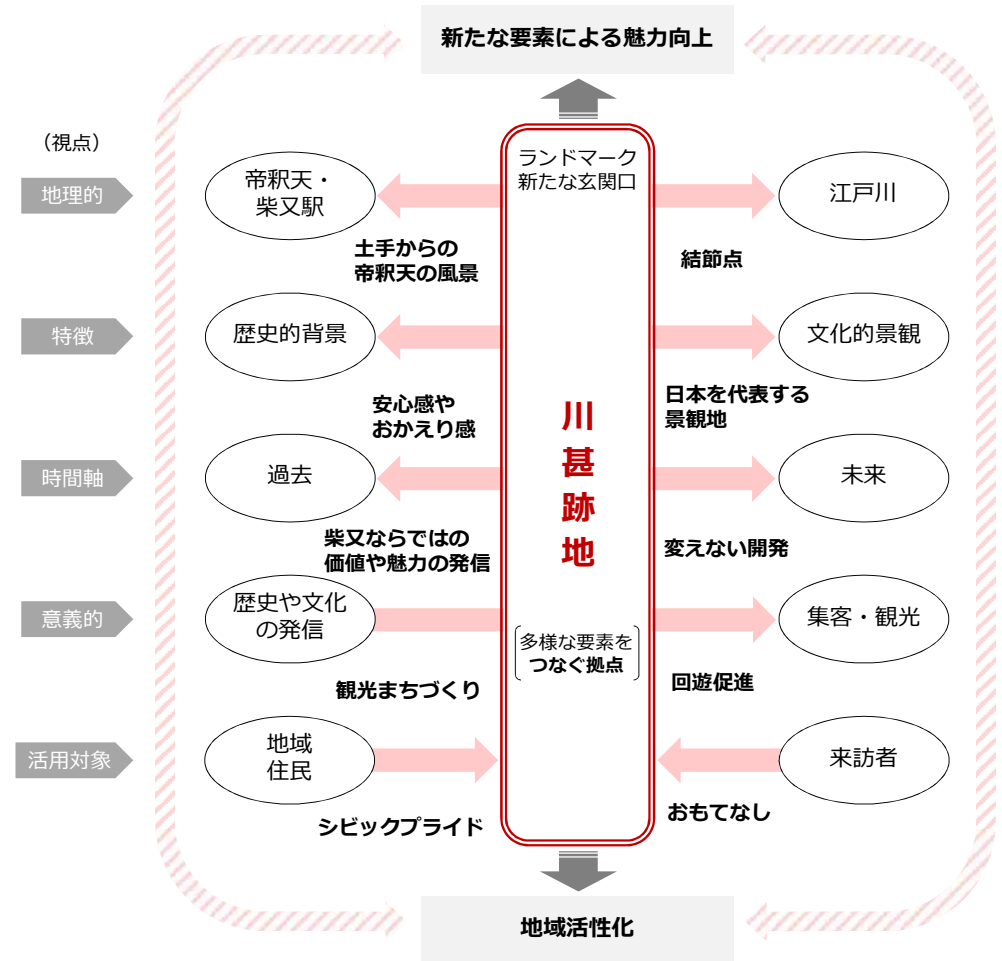 新たな要素による魅力向上
（視点）
ランドマーク
新たな玄関口
地理的
帝釈天・
柴又駅
江戸川
土手からの
帝釈天の風景
結節点
特徴
歴史的背景
文化的景観
安心感や
おかえり感
日本を代表する
景観地
川甚跡地
時間軸
過去
未来
柴又ならではの
価値や魅力の発信
変えない開発
意義的
歴史や文化
の発信
集客・観光
多様な要素を
つなぐ拠点
観光まちづくり
回遊促進
活用対象
地域
住民
来訪者
シビックプライド
おもてなし
地域活性化